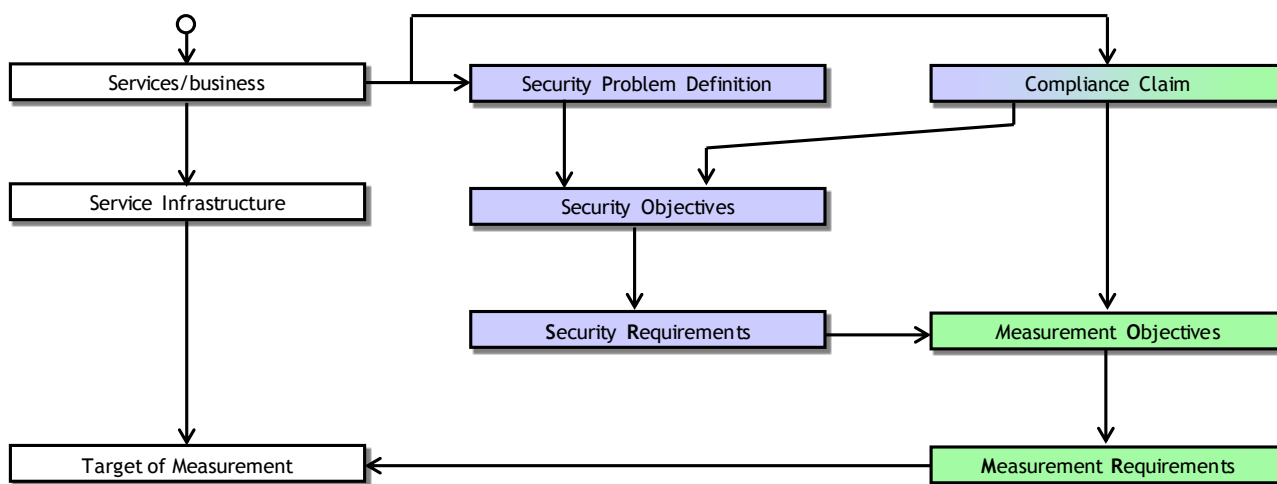 Services/business
Security Problem Definition
Compliance Claim
Service Infrastructure
Security Objectives
Security Requirements
Measurement Objectives
Target of Measurement
Measurement Requirements